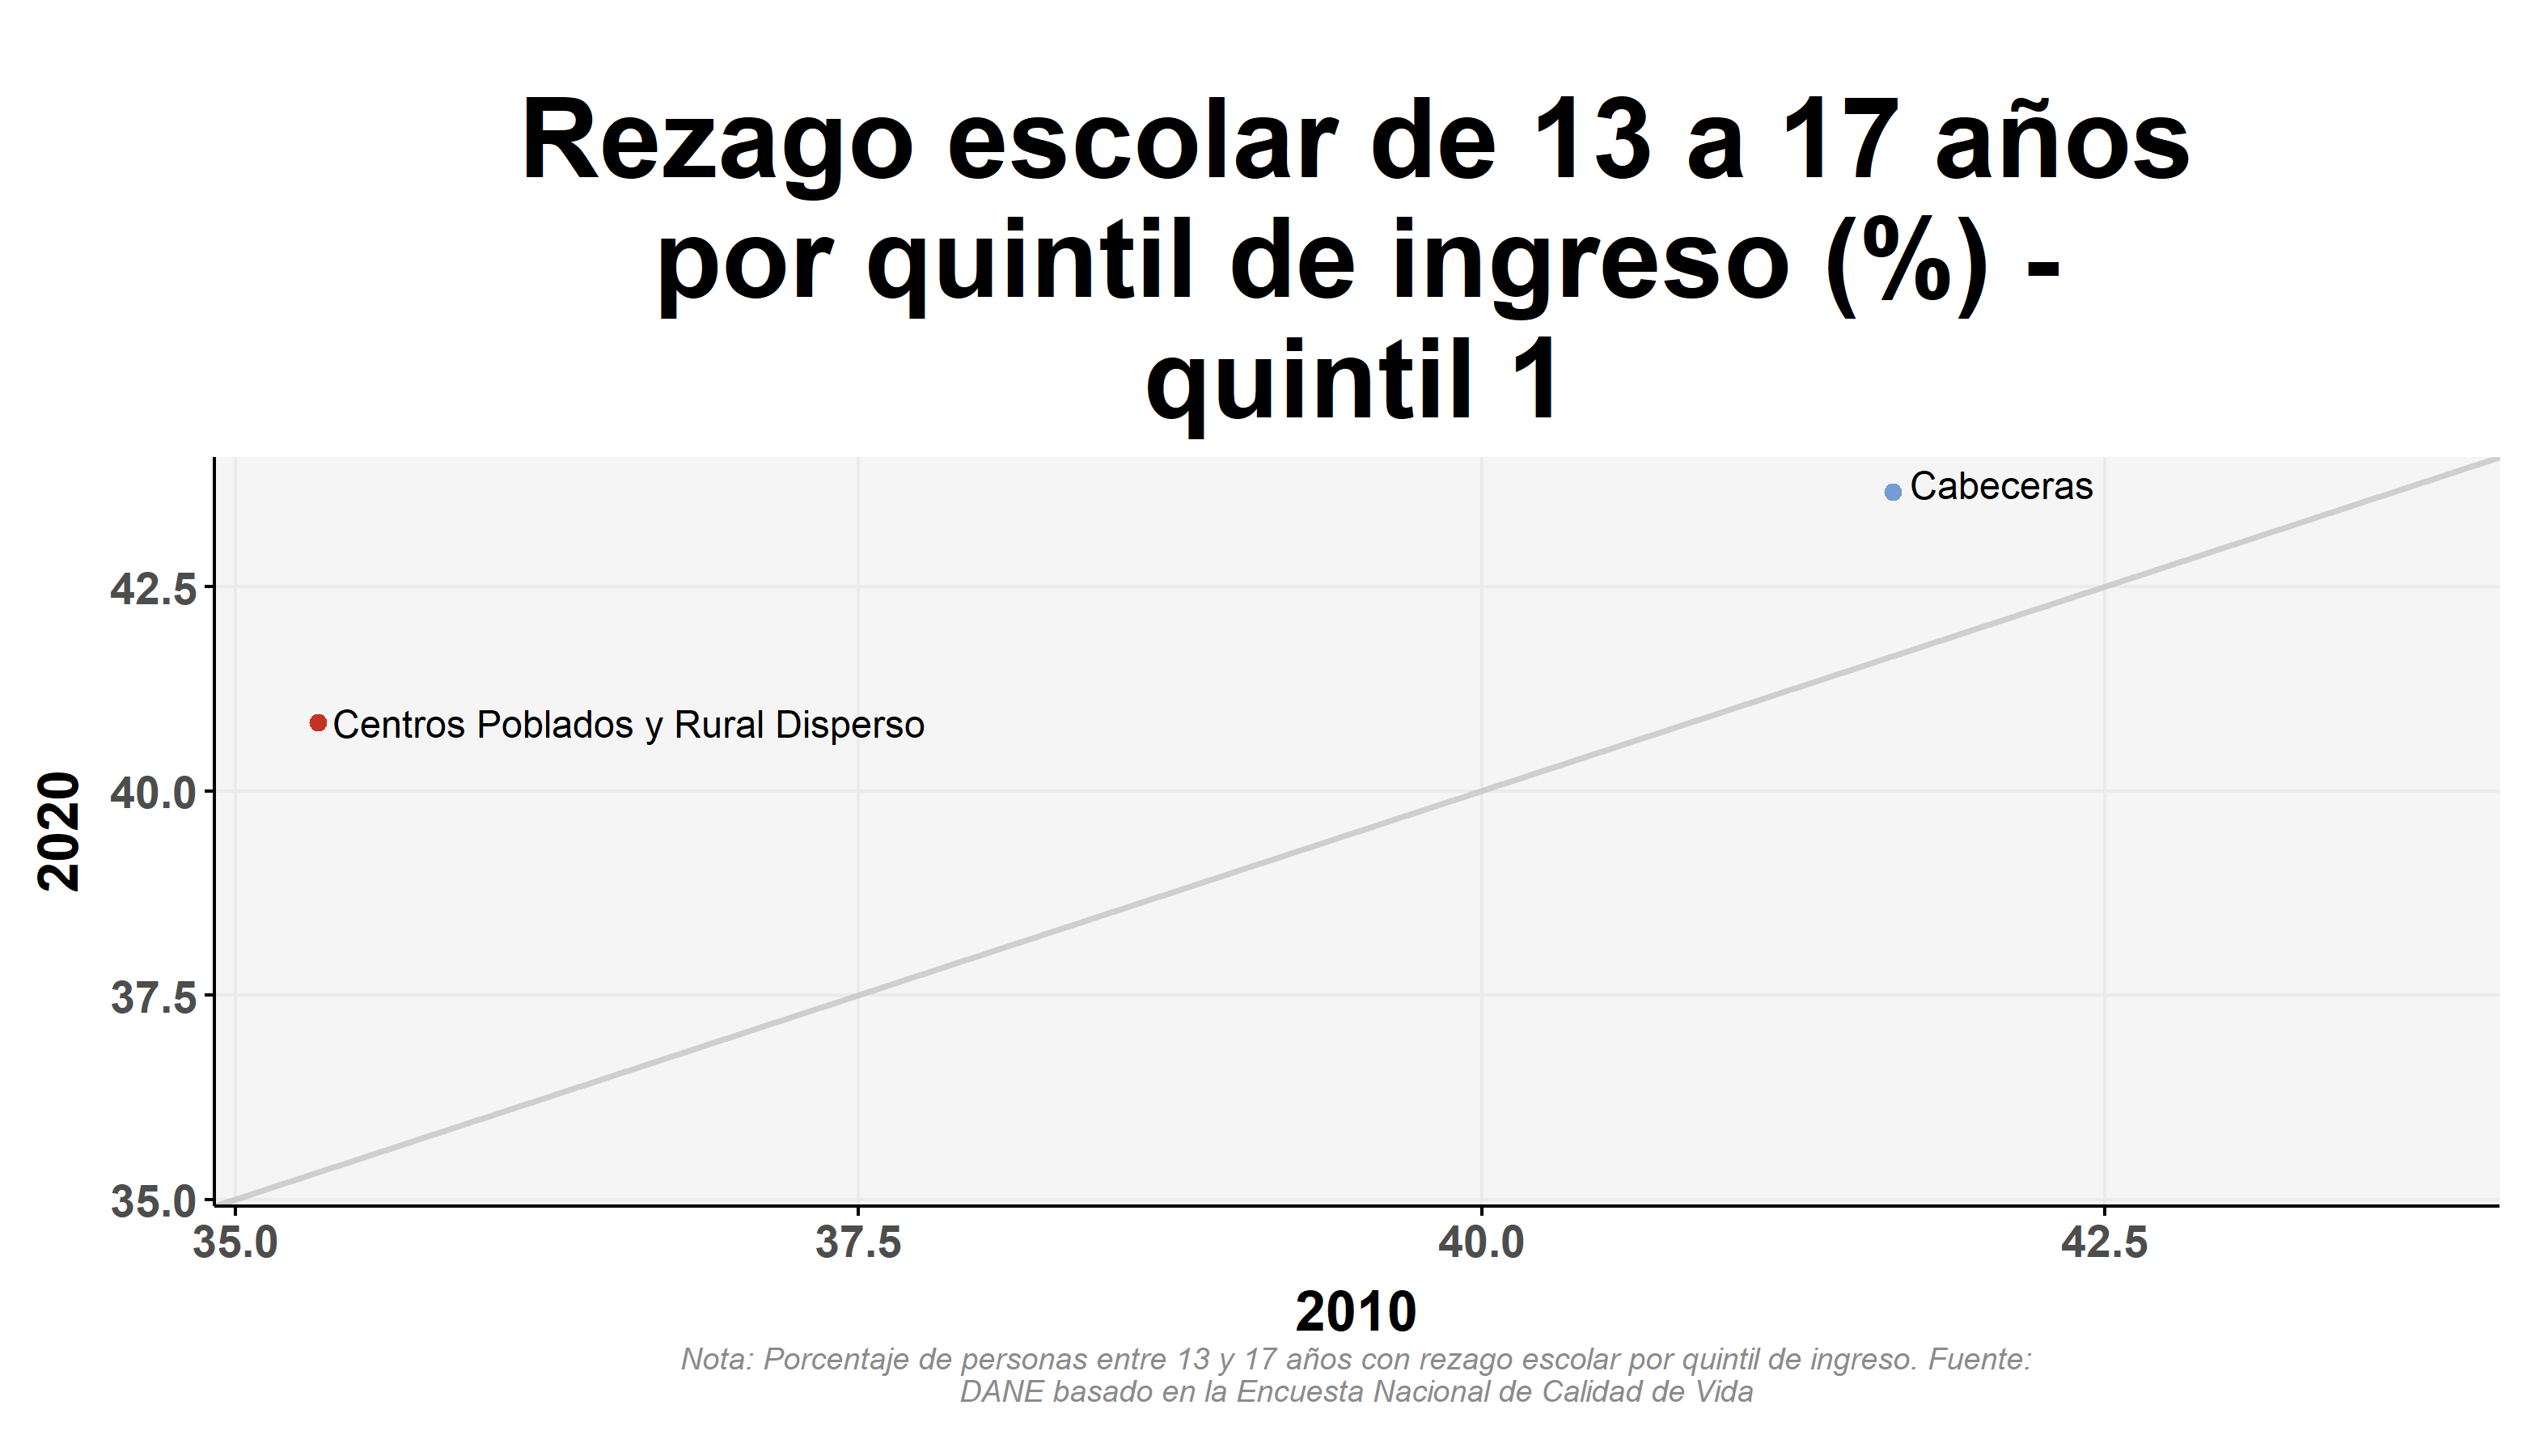 Rezago escolar de 13 a 17 años
por quintil de ingreso (%) -
quintil 1
Cabeceras
42.5
Centros Poblados y Rural Disperso
40.0
2020
37.5
35.0
35.0 37.5 40.0 42.5
2010
Nota: Porcentaje de personas entre 13 y 17 años con rezago escolar por quintil de ingreso. Fuente:
DANE basado en la Encuesta Nacional de Calidad de Vida